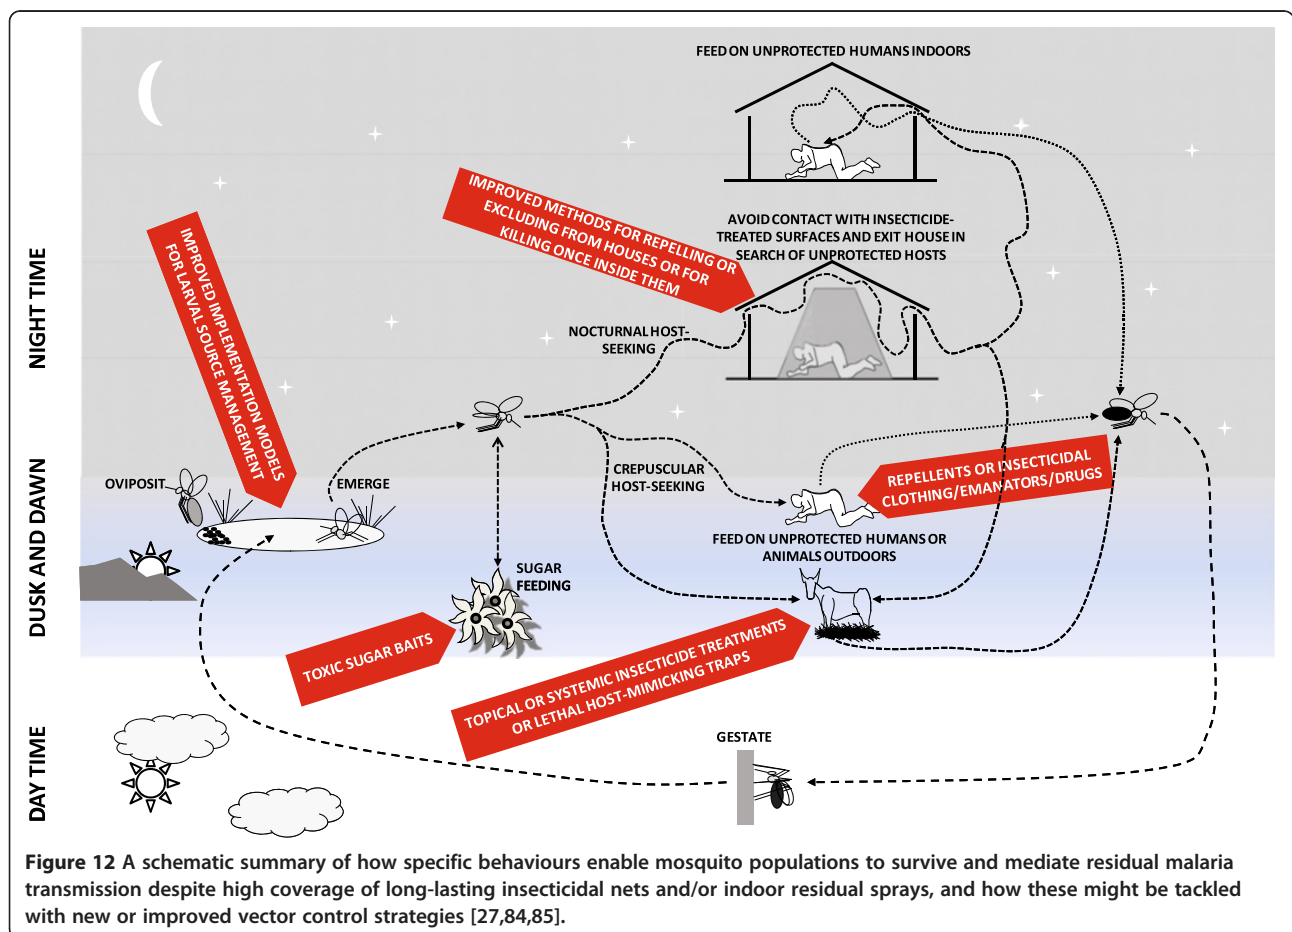 FEED ON UNPROTECTED HUMANS INDOORS
IMPROVED METHODS FOR REPELLING OR
EXCLUDING FROM HOUSES OR FOR
KILLING ONCE INSIDE THEM
AVOID CONTACT WITH INSECTICIDE-
TREATED SURFACES AND EXIT HOUSE IN
SEARCH OF UNPROTECTED HOSTS
IMPROVED IMPLEMENTATION MODELS
FOR LARVAL SOURCE MANAGEMENT
NIGHT TIME
NOCTURNAL HOST-
SEEKING
DUSK AND DAWN
OVIPOSIT
EMERGE
CREPUSCULAR
HOST-SEEKING
REPELLENTS OR INSECTICIDAL
CLOTHING/EMANATORS/DRUGS
FEED ON UNPROTECTED HUMANS OR
ANIMALS OUTDOORS
SUGAR
FEEDING
TOXIC SUGAR BAITS
TOPICAL OR SYSTEMIC INSECTICIDE TREATMENTS
OR LETHAL HOST-MIMICKING TRAPS
DAY TIME
GESTATE
Figure 12 A schematic summary of how specific behaviours enable mosquito populations to survive and mediate residual malaria
transmission despite high coverage of long-lasting insecticidal nets and/or indoor residual sprays, and how these might be tackled
with new or improved vector control strategies [27,84,85].